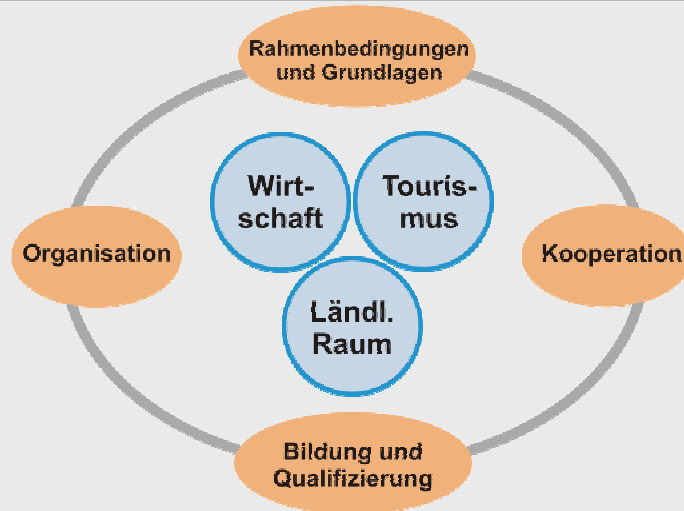 Rahmenbedingungen
und Grundlagen
Wirt-
schaft
Touris-
mus
Organisation
Kooperation
Ländl.
Raum
Bildung und
Qualifizierung